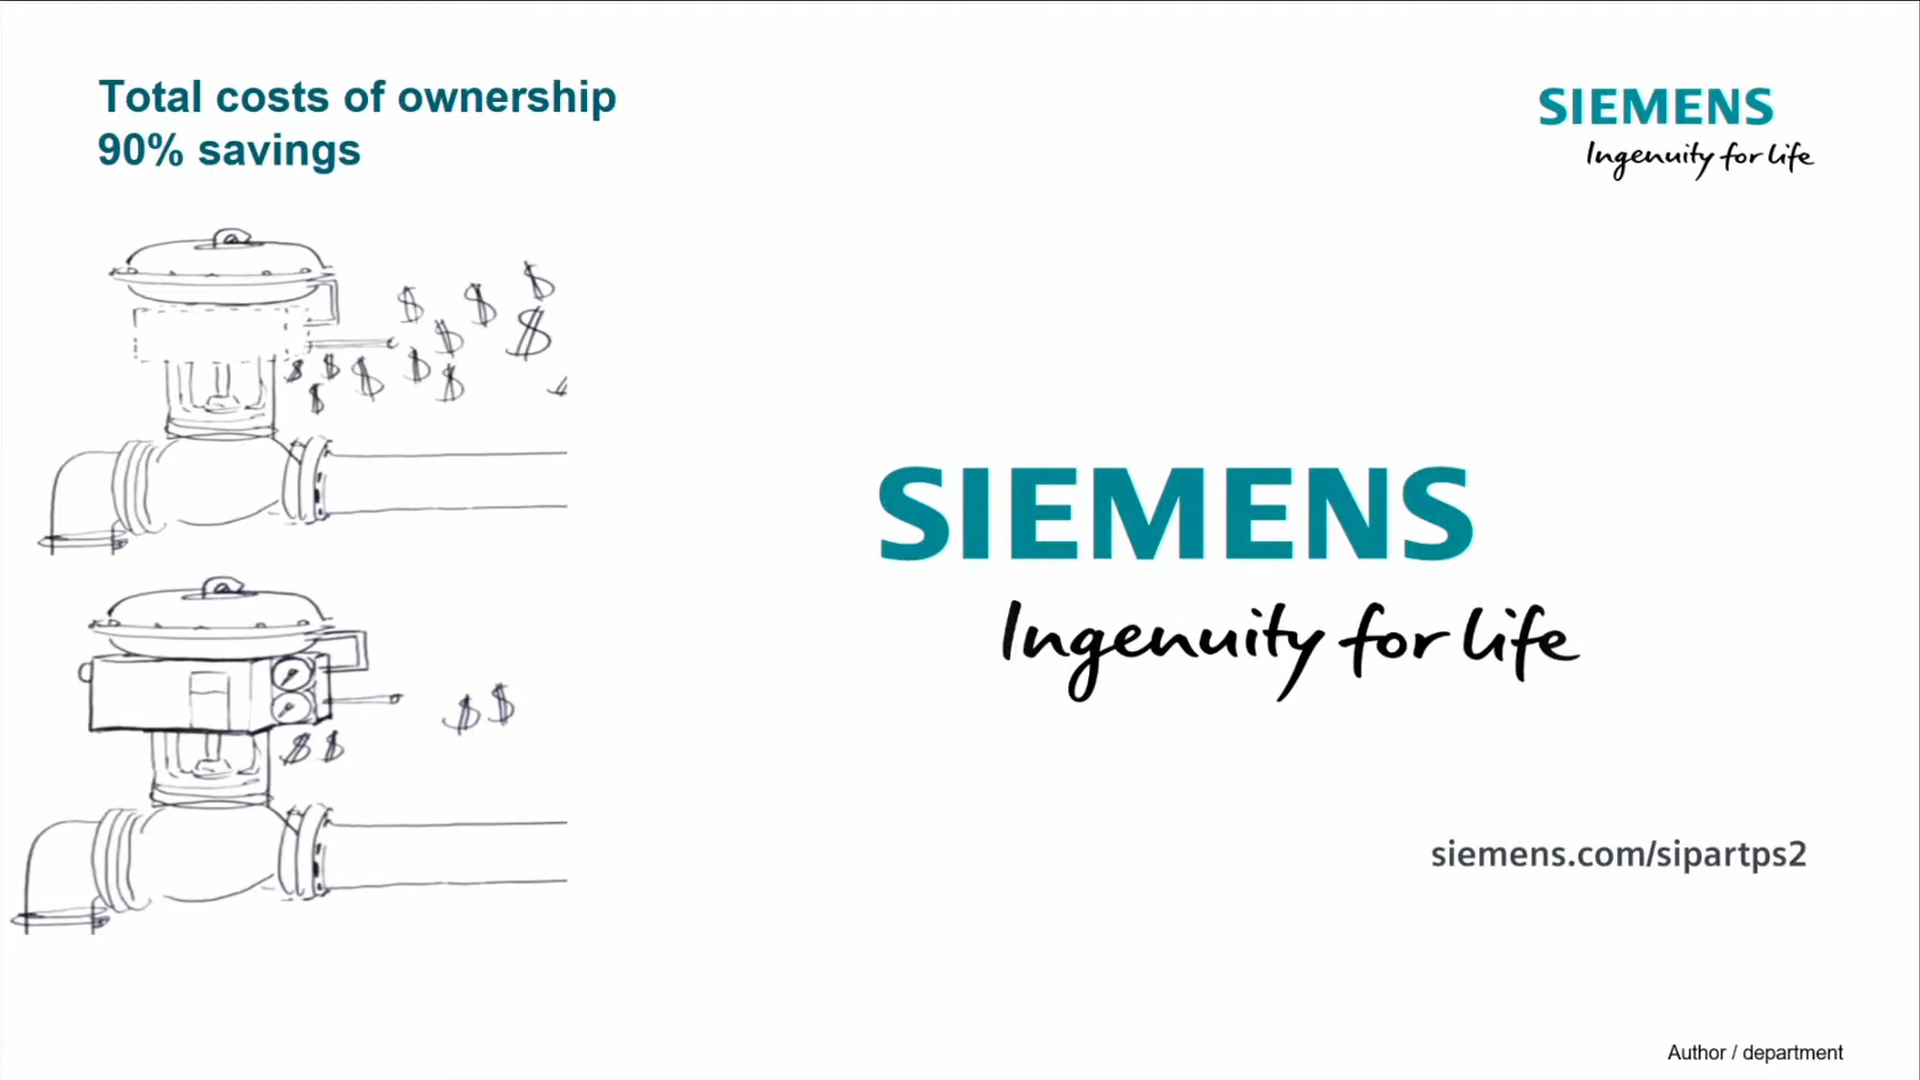 Total costs of ownership
90% savings
SIEMENS
Ingenuity for life
$ $ $ $ $ $
$ $ $ $ $ $
SIEMENS
Ingenuity for life
$ $
$ $
siemens.com/sipartps2
Author / department